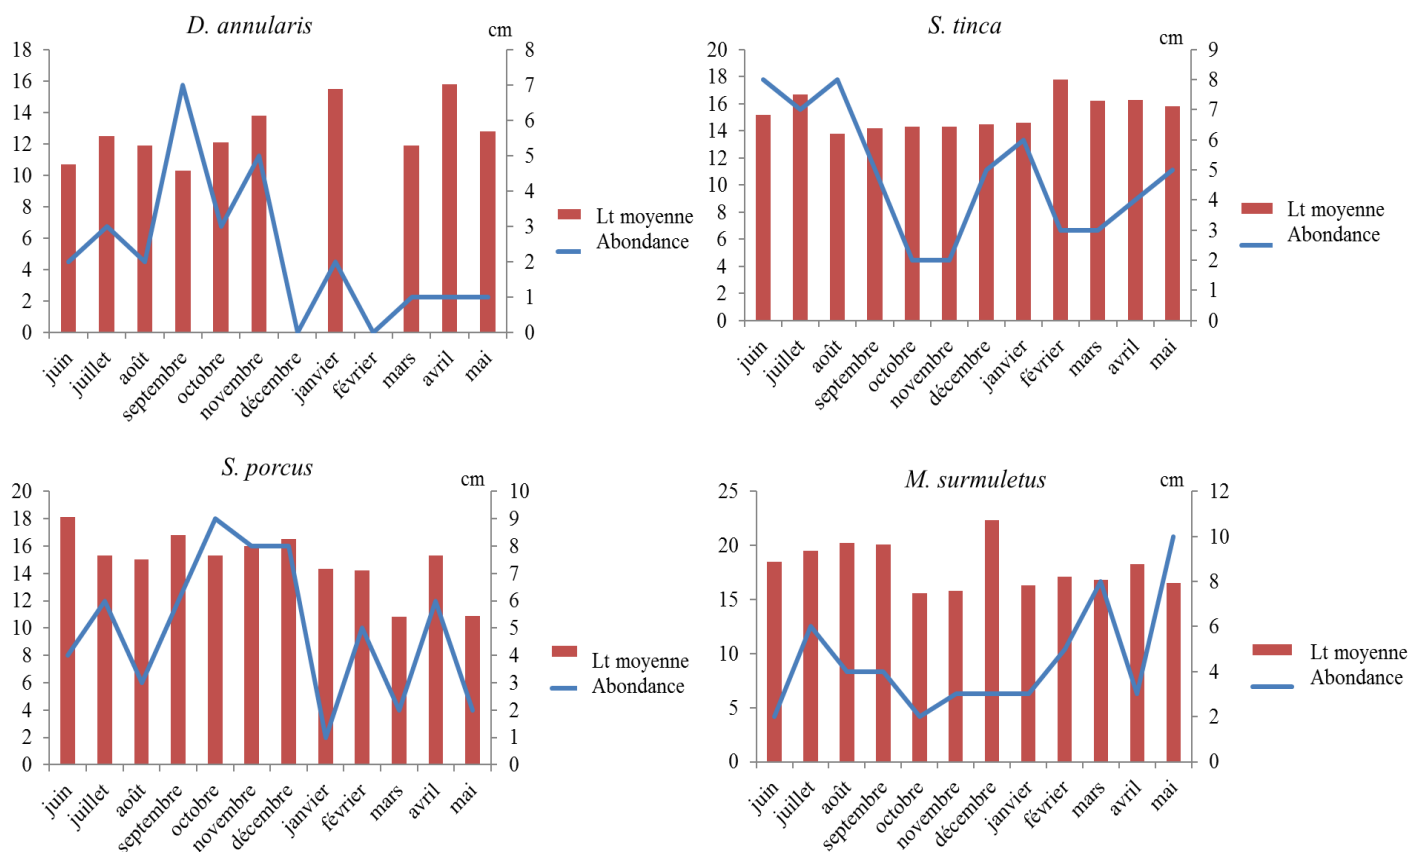 D. annularis
cm
18
16
14
12
10
8
6
4
2
0
8
7
6
5
4
3
2
1
0
juin
juillet
août
septembre
octobre
novembre
décembre
janvier
février
mars
avril
mai
Lt moyenne
Abondance
S. tinca
cm
20
18
16
14
12
10
8
6
4
2
0
9
8
7
6
5
4
3
2
1
0
juin
juillet
août
septembre
octobre
novembre
décembre
janvier
février
mars
avril
mai
Lt moyenne
Abondance
S. porcus
cm
20
18
16
14
12
10
8
6
4
2
0
10
9
8
7
6
5
4
3
2
1
0
juin
juillet
août
septembre
octobre
novembre
décembre
janvier
février
mars
avril
mai
Lt moyenne
Abondance
M. surmuletus
cm
25
20
15
10
5
0
12
10
8
6
4
2
0
juin
juillet
août
septembre
octobre
novembre
décembre
janvier
février
mars
avril
mai
Lt moyenne
Abondance